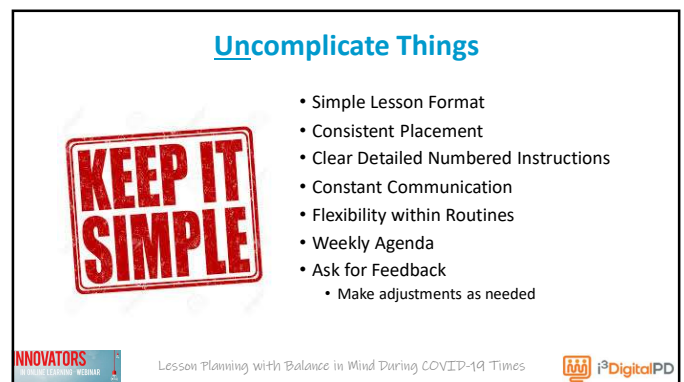 Uncomplicate Things
• Simple Lesson Format
• Consistent Placement
• Clear Detailed Numbered Instructions
• Constant Communication
• Flexibility within Routines
• Weekly Agenda
• Ask for Feedback
• Make adjustments as needed
KEEP IT
SIMPLE
NNOVATORS
IN ONLINE LEARNING WEBINAR
Lesson Planning with Balance in Mind During COVID-19 Times
i³DigitalPD